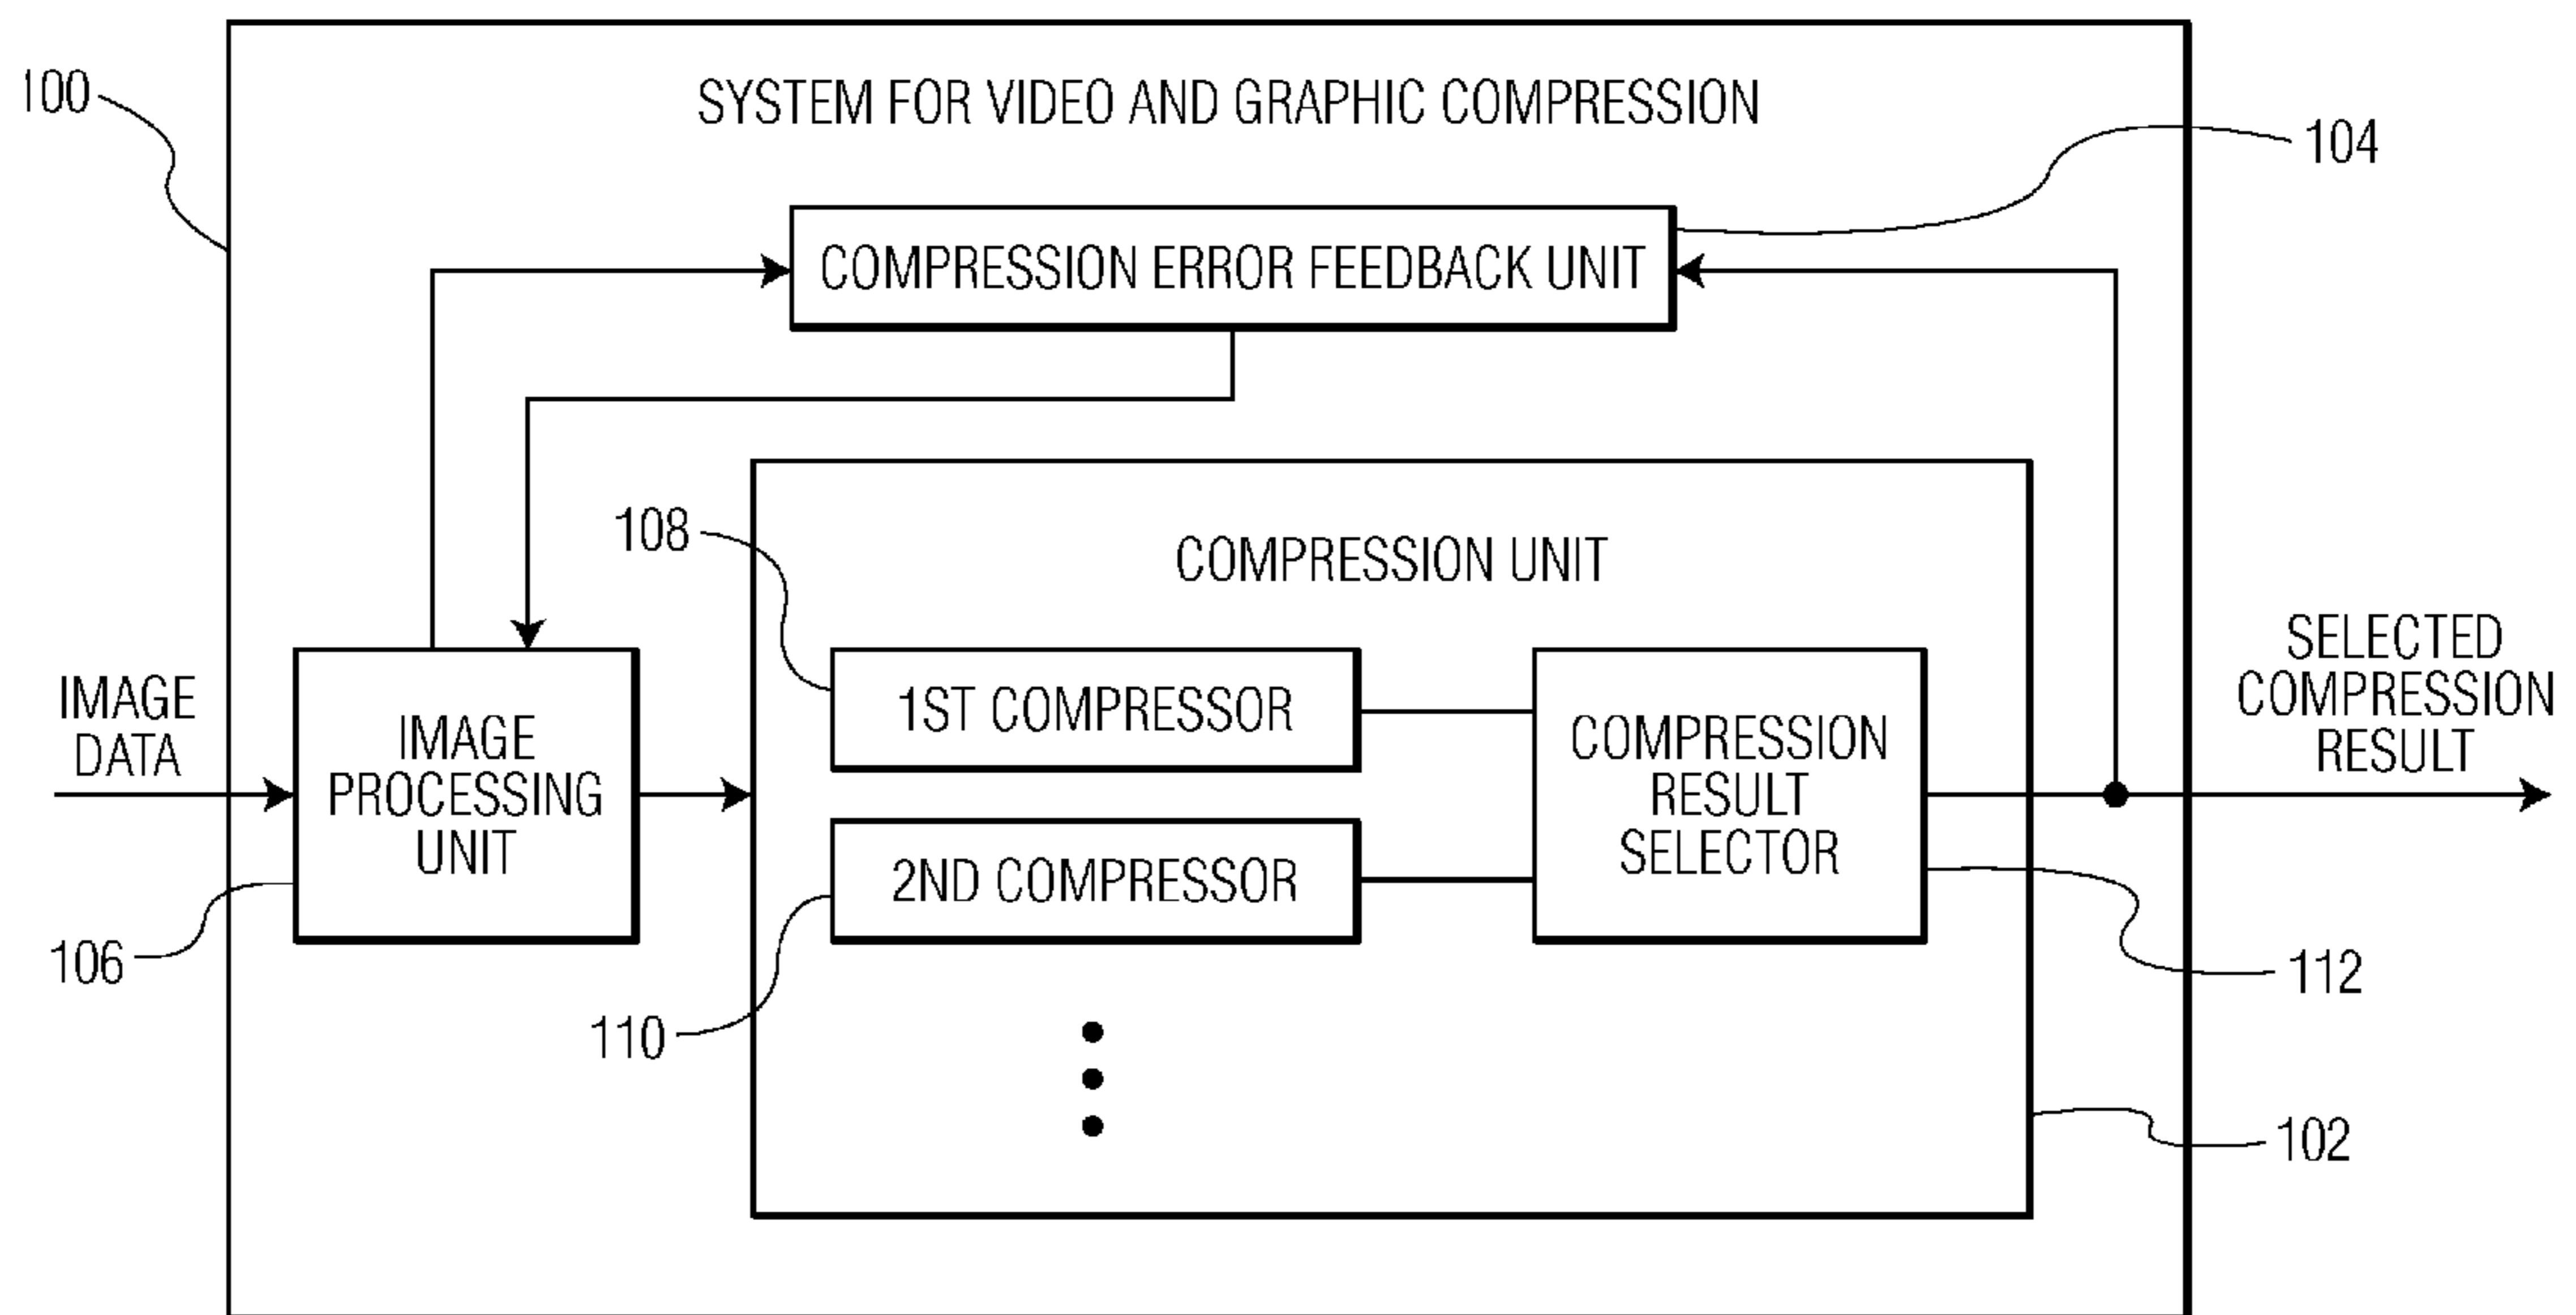 100
SYSTEM FOR VIDEO AND GRAPHIC COMPRESSION
104
COMPRESSION ERROR FEEDBACK UNIT
108
COMPRESSION UNIT
IMAGE
DATA
IMAGE
PROCESSING
UNIT
1ST COMPRESSOR
2ND COMPRESSOR
COMPRESSION
RESULT
SELECTOR
SELECTED
COMPRESSION
RESULT
106
110
112
102